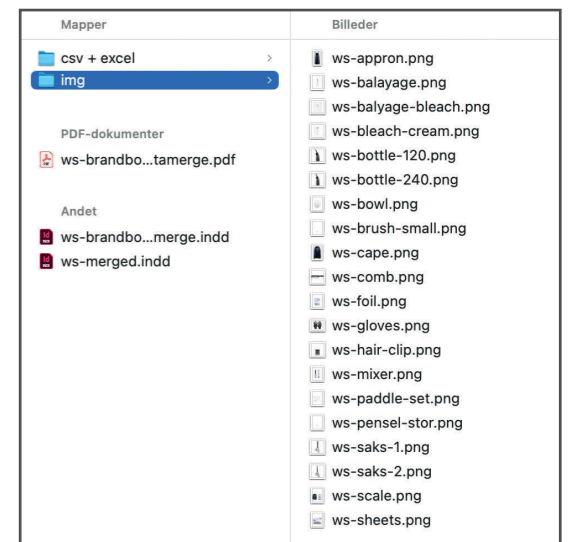 Mapper
csv + excel
img
PDF-dokumenter
ws-brandbo...tamerge.pdf
Andet
ws-brandbo...merge.indd
ws-merged.indd
Billeder
ws-appron.png
ws-balayage.png
ws-balyage-bleach.png
ws-bleach-cream.png
ws-bottle-120.png
ws-bottle-240.png
ws-bowl.png
ws-brush-small.png
ws-cape.png
ws-comb.png
ws-foil.png
ws-gloves.png
ws-hair-clip.png
ws-mixer.png
ws-paddle-set.png
ws-pensel-stor.png
ws-saks-1.png
ws-saks-2.png
ws-scale.png
ws-sheets.png